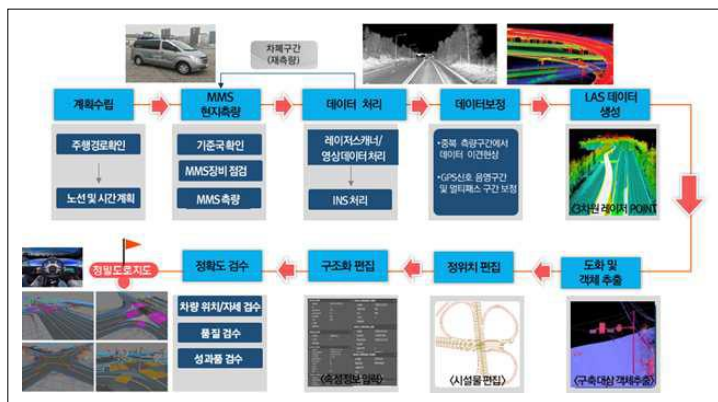 차폐구간
(재측량)
계획수립
MMS
현지측량
데이터 처리
데이터보정
LAS 데이터
생성
주행경로확인
노선 및 시간 계획
기준국 확인
MMS장비 점검
MMS 측량
레이저스캐너/
영상데이터 처리
INS 처리
•중복 측량구간에서
데이터 이견현상
•GPS신호 음영구간
및 멀티패스 구간 보정
<3차원 레이저 POINT
정밀도로지도
정확도 검수
구조화 편집
정위치 편집
도화 및
객체 추출
차량 위치/자세 검수
품질 검수
성과품 검수
<속성정보 입력>
<시설물 편집>
<구축 대상 객체추출>